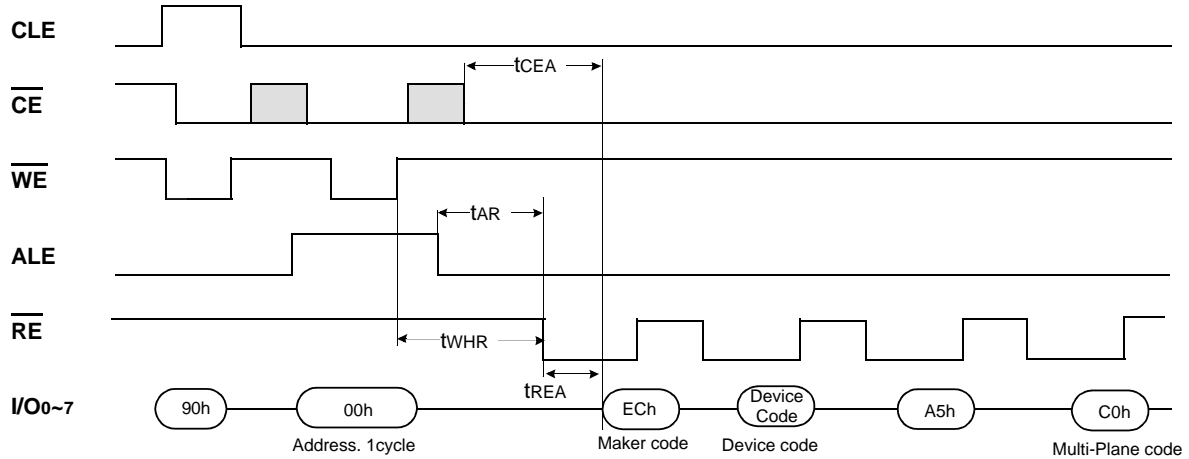 CLE
tCEA
CE
WE
tAR
ALE
RE
tWHR
tREA
I/O0~7
90h
00h
ECh
Device
Code
A5h
C0h
Address. 1cycle
Maker code
Device code
Multi-Plane code